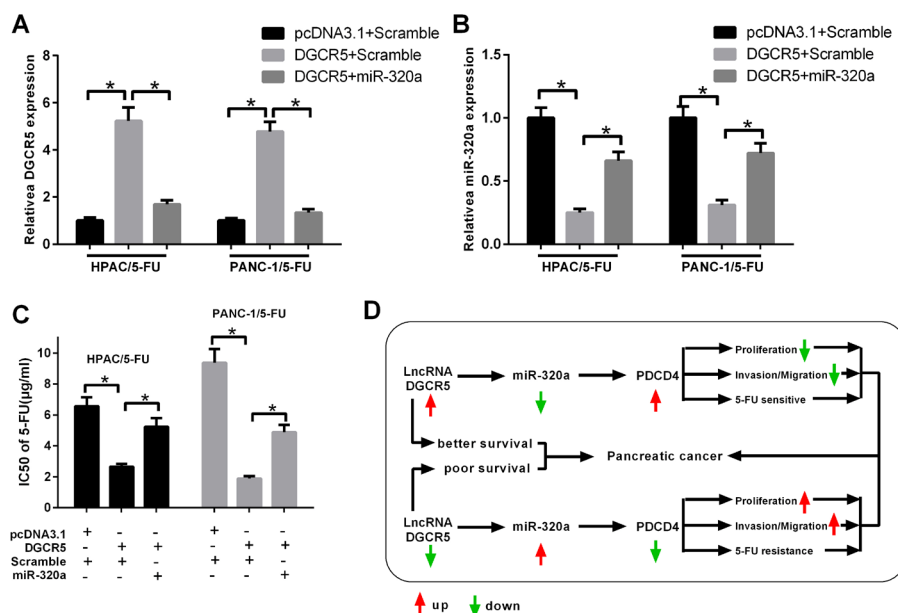 A
pcDNA3.1+Scramble
DGCR5+Scramble
DGCR5+miR-320a
Relativea DGCR5 expression
8
6
4
2
0
* * * *
HPAC/5-FU PANC-1/5-FU
B
pcDNA3.1+Scramble
DGCR5+Scramble
DGCR5+miR-320a
Relativea miR-320a expression
1.5
1.0
0.5
0.0
* * * *
HPAC/5-FU PANC-1/5-FU
C
PANC-1/5-FU
HPAC/5-FU
IC50 of 5-FU(μg/ml)
10
8
6
4
2
0
* * * *
pcDNA3.1 + - - + - -
DGCR5 - + + - + +
Scramble + + - + + -
miR-320a - - + - - +
D
LncRNA
DGCR5
miR-320a
PDCD4
Proliferation
Invasion/Migration
5-FU sensitive
better survival
poor survival
Pancreatic cancer
LncRNA
DGCR5
miR-320a
PDCD4
Proliferation
Invasion/Migration
5-FU resistance
up down